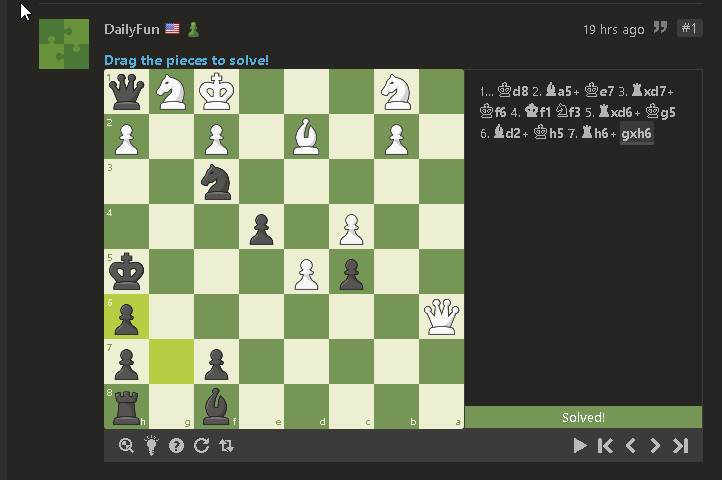 DailyFun 19 hrs ago #1
Drag the pieces to solve!
1... ♔d8 2. ♝a5+ ♔e7 3. ♜xd7+
♔f6 4. ♚f1 ♘f3 5. ♜xd6+ ♔g5
6. ♝d2+ ♔h5 7. ♜h6+ gxh6
1
2
3
4
5
6
7
8
h g f e d c b a
Solved!